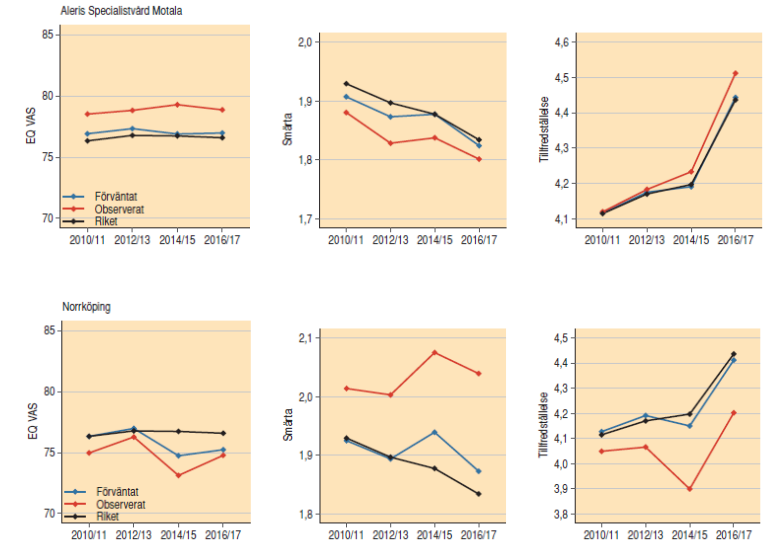 Aleris Specialistvård Motala
EQ VAS
85
80
75
70
Förväntat
Observerat
Riket
2010/11 2012/13 2014/15 2016/17
Smärta
2,0
1,9
1,8
1,7
2010/11 2012/13 2014/15 2016/17
Tillfredställelse
4,6
4,5
4,4
4,3
4,2
4,1
2010/11 2012/13 2014/15 2016/17
Norrköping
EQ VAS
85
80
75
70
Förväntat
Observerat
Riket
2010/11 2012/13 2014/15 2016/17
Smärta
2,1
2,0
1,9
1,8
2010/11 2012/13 2014/15 2016/17
Tillfredställelse
4,5
4,4
4,3
4,2
4,1
4,0
3,9
3,8
2010/11 2012/13 2014/15 2016/17